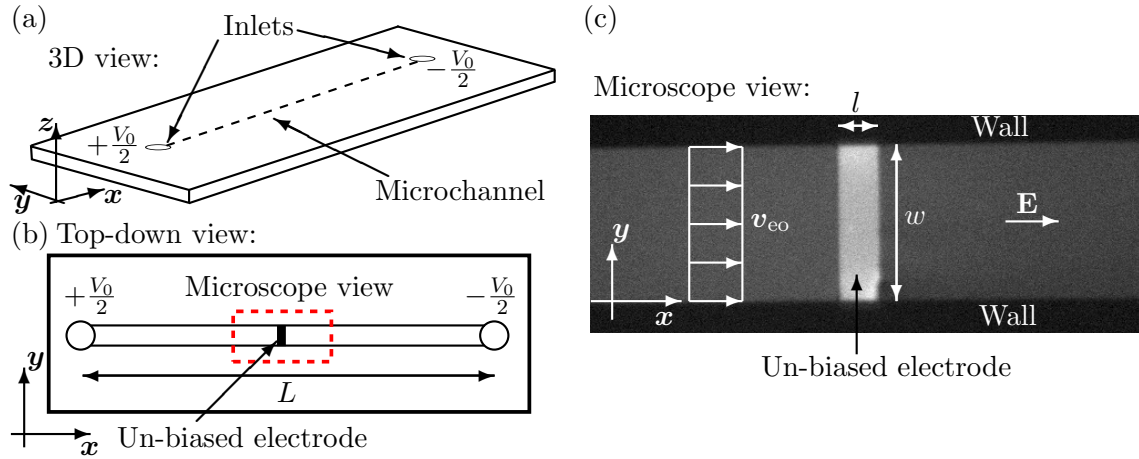 (a)
Inlets
3D view:
−V₀/2
+V₀/2
z
y
x
Microchannel
(b) Top-down view:
+V₀/2
−V₀/2
Microscope view
y
L
x
Un-biased electrode
(c)
Microscope view:
l
Wall
v_eo
w
E
y
x
Wall
Un-biased electrode